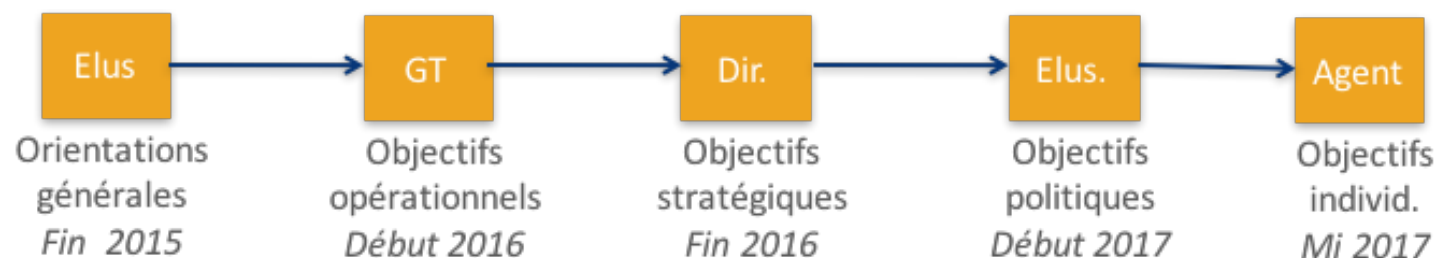 Elus
GT
Dir.
Elus.
Agent
Orientations
générales
Fin 2015
Objectifs
opérationnels
Début 2016
Objectifs
stratégiques
Fin 2016
Objectifs
politiques
Début 2017
Objectifs
individ.
Mi 2017